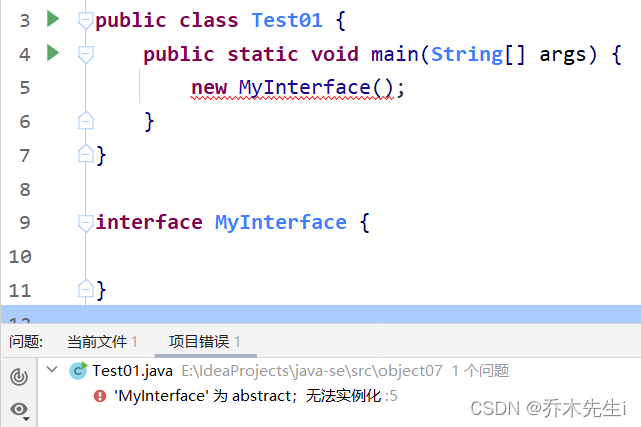 3 public class Test01 {
4 public static void main(String[] args) {
5 new MyInterface();
6 }
7 }
8
9 interface MyInterface {
10
11 }
问题: 当前文件 1 项目错误 1
Test01.java E:\IdeaProjects\java-se\src\object07 1 个问题
'MyInterface' 为 abstract；无法实例化 :5
CSDN @乔木先生i